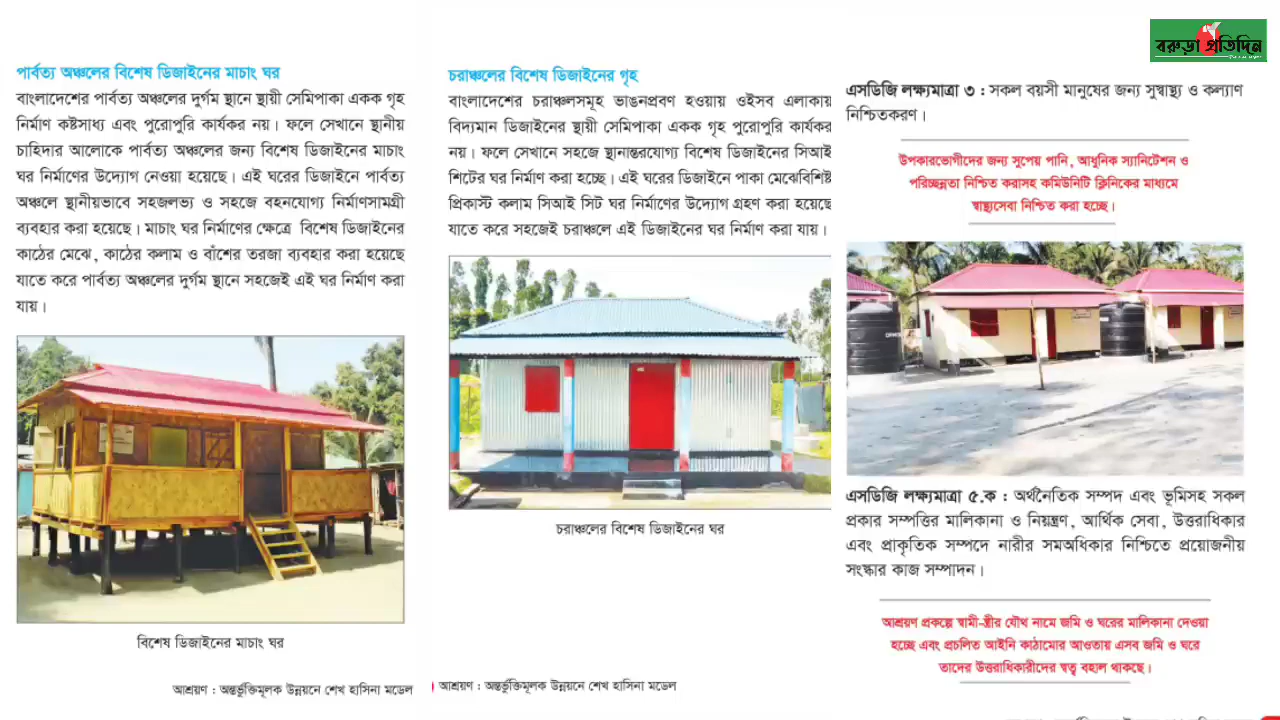 পার্বত্য অঞ্চলের বিশেষ ডিজাইনের মাচাং ঘর
বাংলাদেশের পার্বত্য অঞ্চলের দুর্গম স্থানে স্থায়ী সেমিপাকা একক গৃহ
নির্মাণ কষ্টসাধ্য এবং পুরোপুরি কার্যকর নয়। ফলে সেখানে স্থানীয়
চাহিদার আলোকে পার্বত্য অঞ্চলের জন্য বিশেষ ডিজাইনের মাচাং
ঘর নির্মাণের উদ্যোগ নেওয়া হয়েছে। এই ঘরের ডিজাইনে পার্বত্য
অঞ্চলে স্থানীয়ভাবে সহজলভ্য ও সহজে বহনযোগ্য নির্মাণসামগ্রী
ব্যবহার করা হয়েছে। মাচাং ঘর নির্মাণের ক্ষেত্রে বিশেষ ডিজাইনের
কাঠের মেঝে, কাঠের কলাম ও বাঁশের তরজা ব্যবহার করা হয়েছে
যাতে করে পার্বত্য অঞ্চলের দুর্গম স্থানে সহজেই এই ঘর নির্মাণ করা
যায়।
বিশেষ ডিজাইনের মাচাং ঘর
আশ্রয়ণ : অন্তর্ভুক্তিমূলক উন্নয়নে শেখ হাসিনা মডেল
চরাঞ্চলের বিশেষ ডিজাইনের গৃহ
বাংলাদেশের চরাঞ্চলসমূহ ভাঙনপ্রবণ হওয়ায় ওইসব এলাকায়
বিদ্যমান ডিজাইনের স্থায়ী সেমিপাকা একক গৃহ পুরোপুরি কার্যকর
নয়। ফলে সেখানে সহজে স্থানান্তরযোগ্য বিশেষ ডিজাইনের সিআই
শিটের ঘর নির্মাণ করা হচ্ছে। এই ঘরের ডিজাইনে পাকা মেঝেবিশিষ্ট
প্রিকাস্ট কলাম সিআই সিট ঘর নির্মাণের উদ্যোগ গ্রহণ করা হয়েছে
যাতে করে সহজেই চরাঞ্চলে এই ডিজাইনের ঘর নির্মাণ করা যায়।
চরাঞ্চলের বিশেষ ডিজাইনের ঘর
আশ্রয়ণ : অন্তর্ভুক্তিমূলক উন্নয়নে শেখ হাসিনা মডেল
বরুড়া প্রতিদিন
এসডিজি লক্ষ্যমাত্রা ৩ : সকল বয়সী মানুষের জন্য সুস্বাস্থ্য ও কল্যাণ
নিশ্চিতকরণ।
উপকারভোগীদের জন্য সুপেয় পানি, আধুনিক স্যানিটেশন ও
পরিচ্ছন্নতা নিশ্চিত করাসহ কমিউনিটি ক্লিনিকের মাধ্যমে
স্বাস্থ্যসেবা নিশ্চিত করা হচ্ছে।
এসডিজি লক্ষ্যমাত্রা ৫.ক : অর্থনৈতিক সম্পদ এবং ভূমিসহ সকল
প্রকার সম্পত্তির মালিকানা ও নিয়ন্ত্রণ, আর্থিক সেবা, উত্তরাধিকার
এবং প্রাকৃতিক সম্পদে নারীর সমঅধিকার নিশ্চিতে প্রয়োজনীয়
সংস্কার কাজ সম্পাদন।
আশ্রয়ণ প্রকল্পে স্বামী-স্ত্রীর যৌথ নামে জমি ও ঘরের মালিকানা দেওয়া
হচ্ছে এবং প্রচলিত আইনি কাঠামোর আওতায় এসব জমি ও ঘরে
তাদের উত্তরাধিকারীদের স্বত্ব বহাল থাকছে।